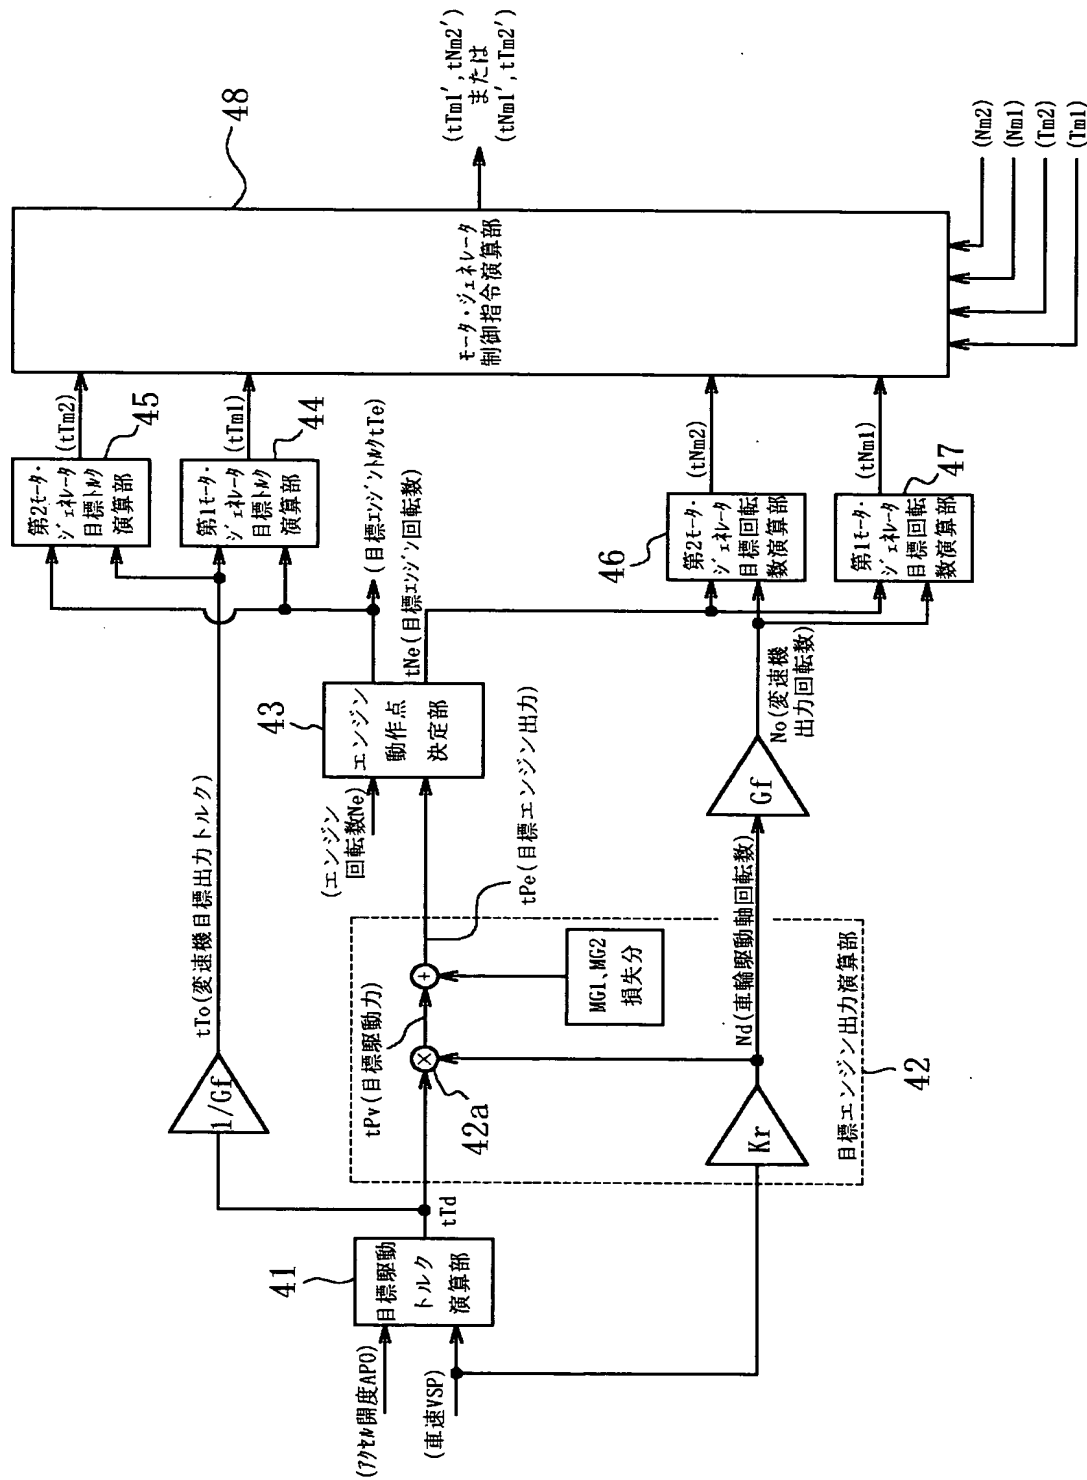 (アクセル開度APO)
(車速VSP)
41
目標駆動
トルク
演算部
tTd
1/Gf
tTo(変速機目標出力トルク)
Kr
42a
×
+
tPv(目標駆動力)
MG1、MG2
損失分
Nd(車輪駆動軸回転数)
目標エンジン出力演算部
42
tPe(目標エンジン出力)
(エンジン
回転数Ne)
43
エンジン
動作点
決定部
(目標エンジントルクtTe)
tNe(目標エンジン回転数)
Gf
No(変速機
出力回転数)
第2モータ・
ジェネレータ
目標トルク
演算部
45
(tTm2)
第1モータ・
ジェネレータ
目標トルク
演算部
44
(tTm1)
46
第2モータ・
ジェネレータ
目標回転
数演算部
(tNm2)
第1モータ・
ジェネレータ
目標回転
数演算部
47
(tNm1)
モータ・ジェネレータ
制御指令演算部
48
(tTm1',tNm2')
または
(tNm1',tTm2')
(Nm2)
(Nm1)
(Tm2)
(Tm1)